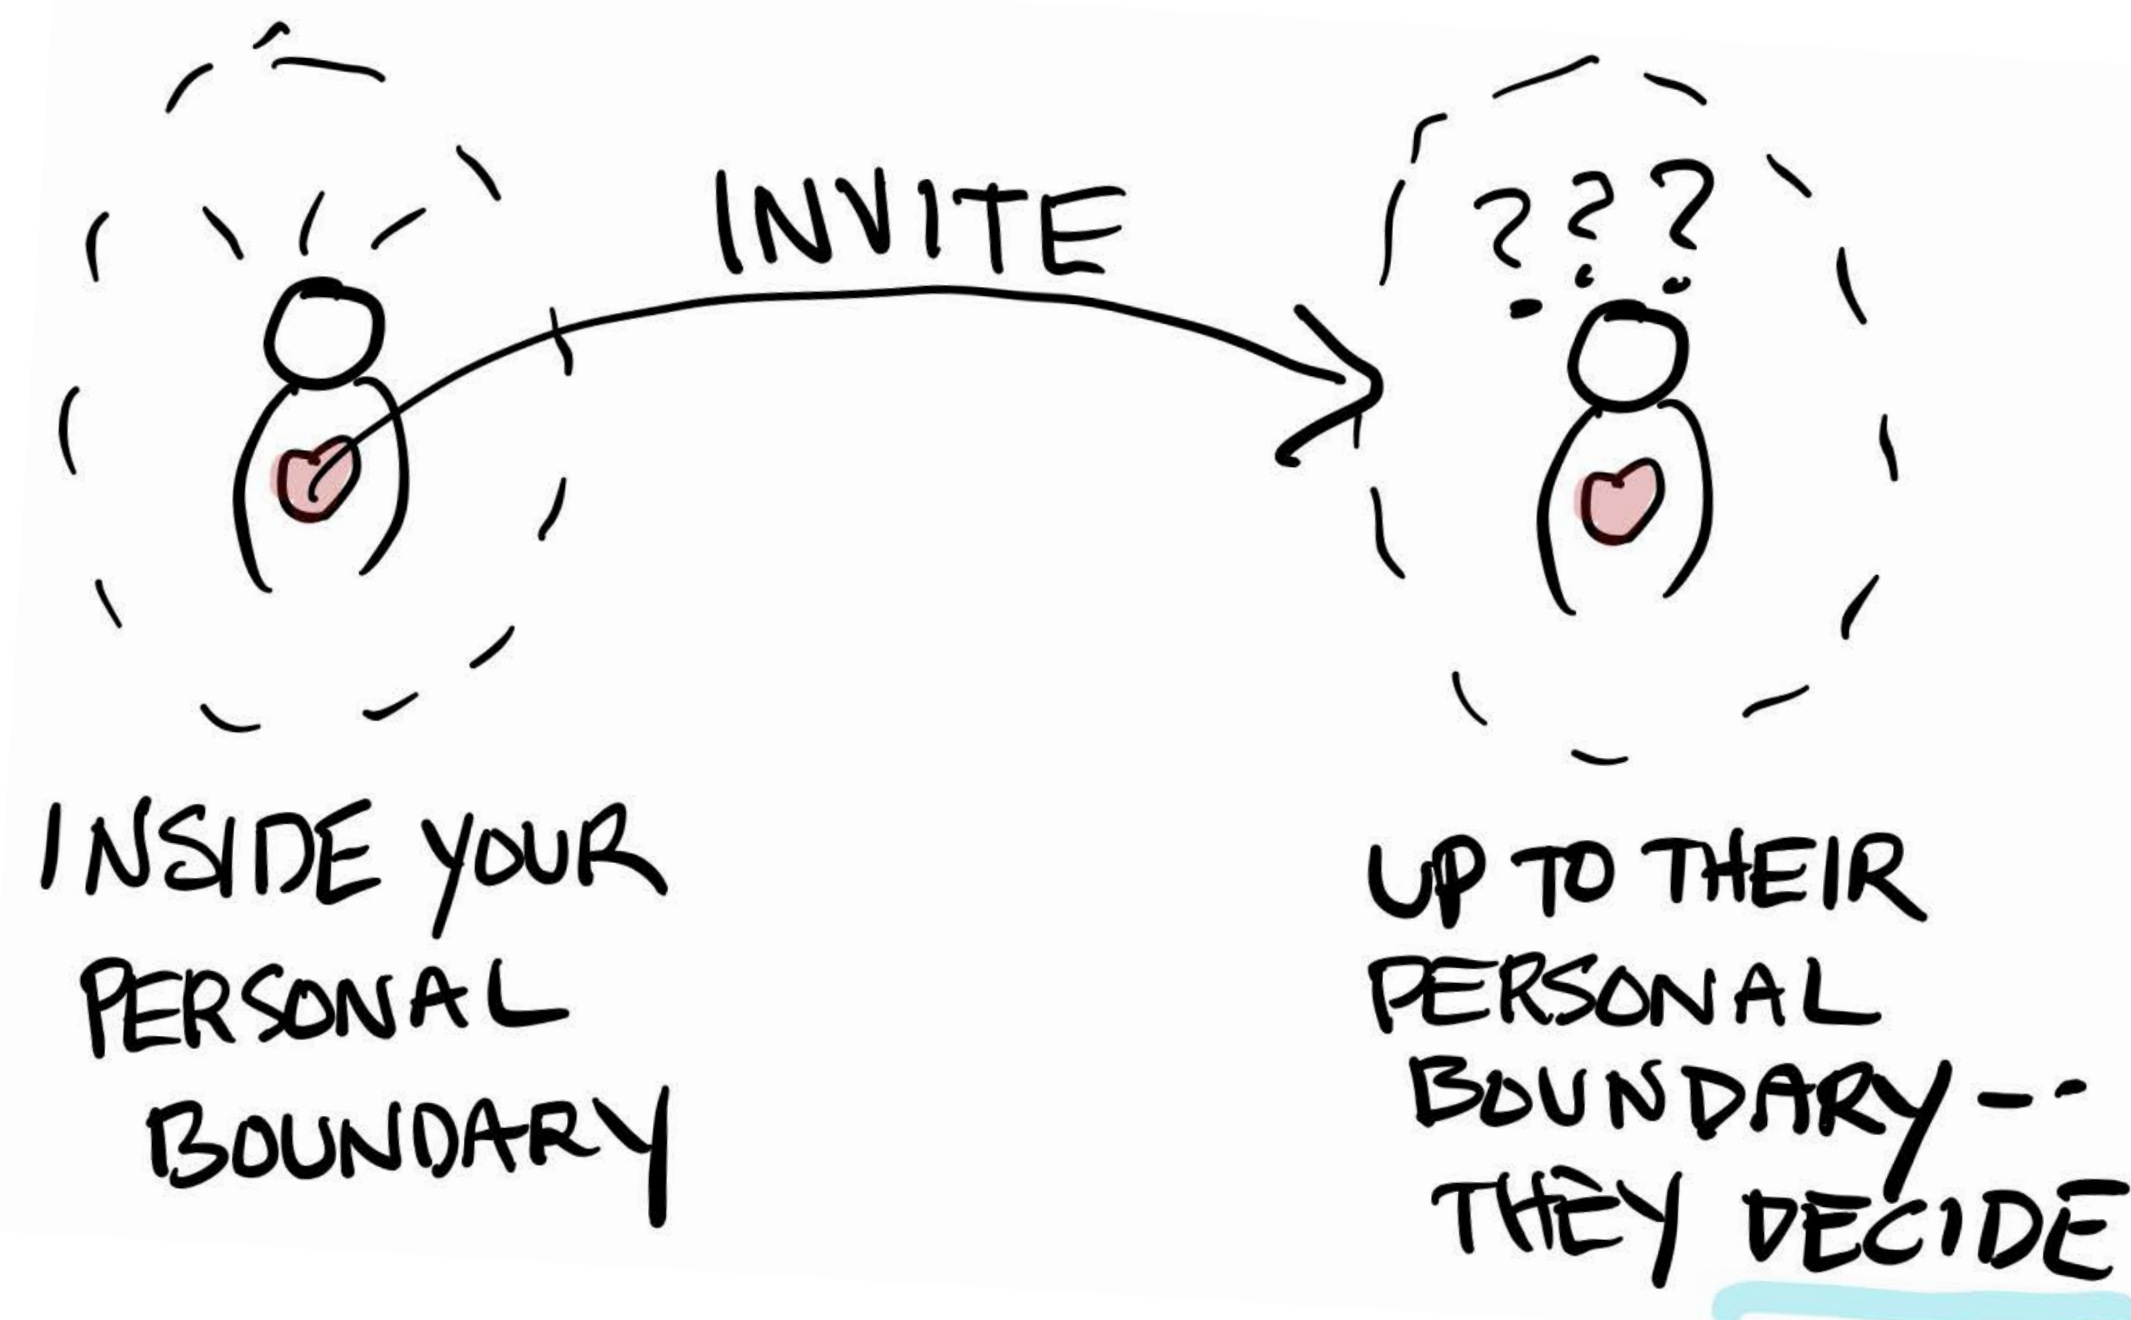 INVITE
? ? ?
INSIDE YOUR
PERSONAL
BOUNDARY
UP TO THEIR
PERSONAL
BOUNDARY --
THEY DECIDE